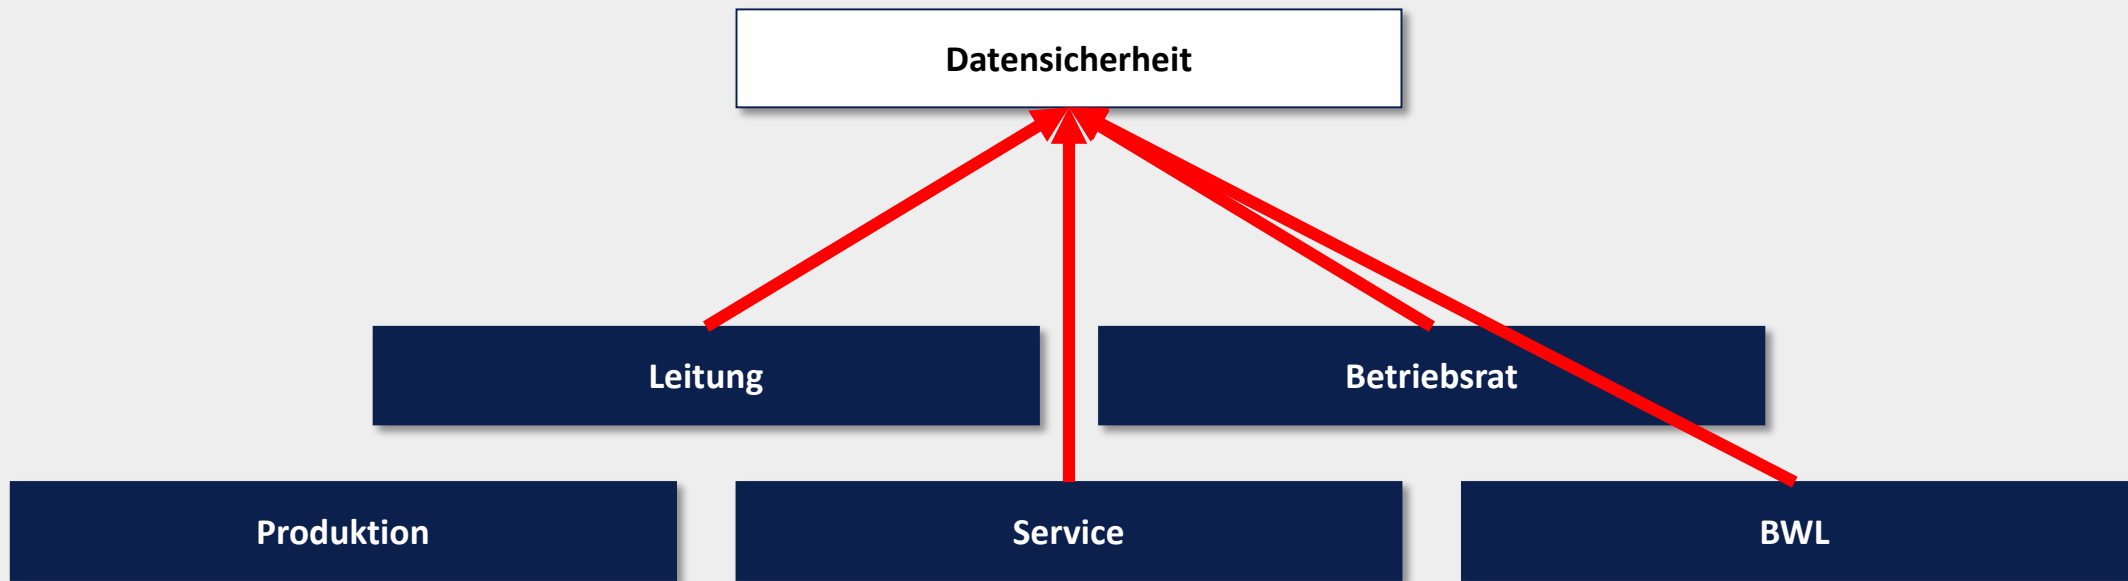 Datensicherheit
Leitung
Betriebsrat
Produktion
Service
BWL